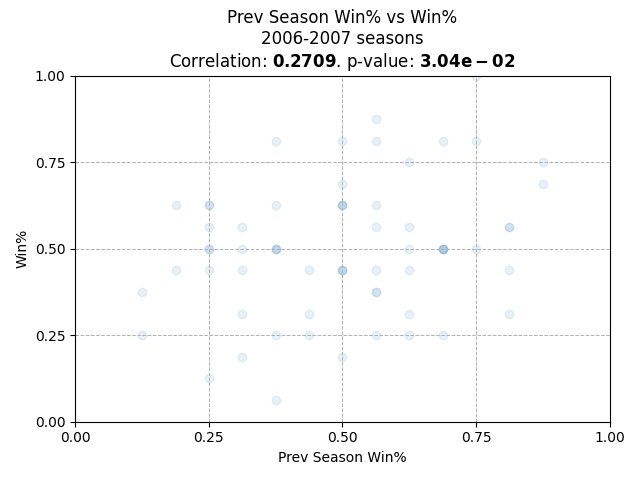 Prev Season Win% vs Win%
2006-2007 seasons
Correlation: 0.2709. p-value: 3.04e−02
1.00
0.75
0.50
0.25
0.00
Win%
0.00 0.25 0.50 0.75 1.00
Prev Season Win%